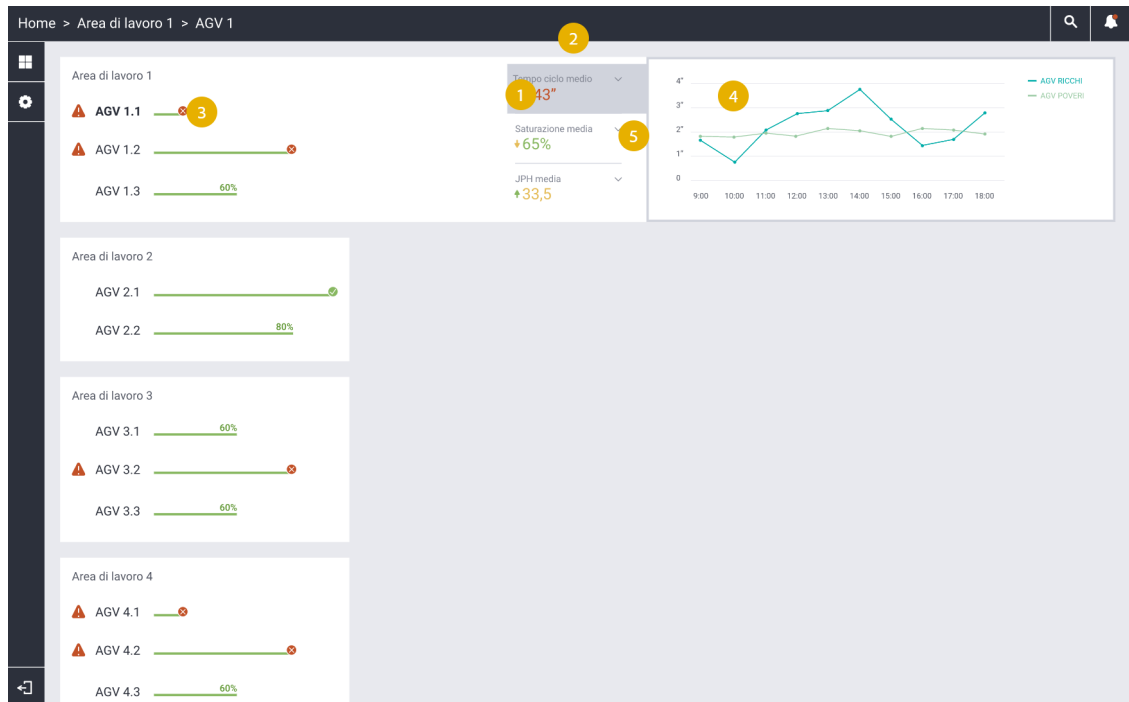 Home > Area di lavoro 1 > AGV 1
2
Area di lavoro 1
AGV 1.1
3
AGV 1.2
AGV 1.3
60%
Tempo ciclo medio
1
43”
Saturazione media
5
65%
JPH media
33,5
4
4”
3”
2”
1”
0
9:00 10:00 11:00 12:00 13:00 14:00 15:00 16:00 17:00 18:00
AGV RICCHI
AGV POVERI
Area di lavoro 2
AGV 2.1
AGV 2.2
80%
Area di lavoro 3
AGV 3.1
60%
AGV 3.2
AGV 3.3
60%
Area di lavoro 4
AGV 4.1
AGV 4.2
AGV 4.3
60%